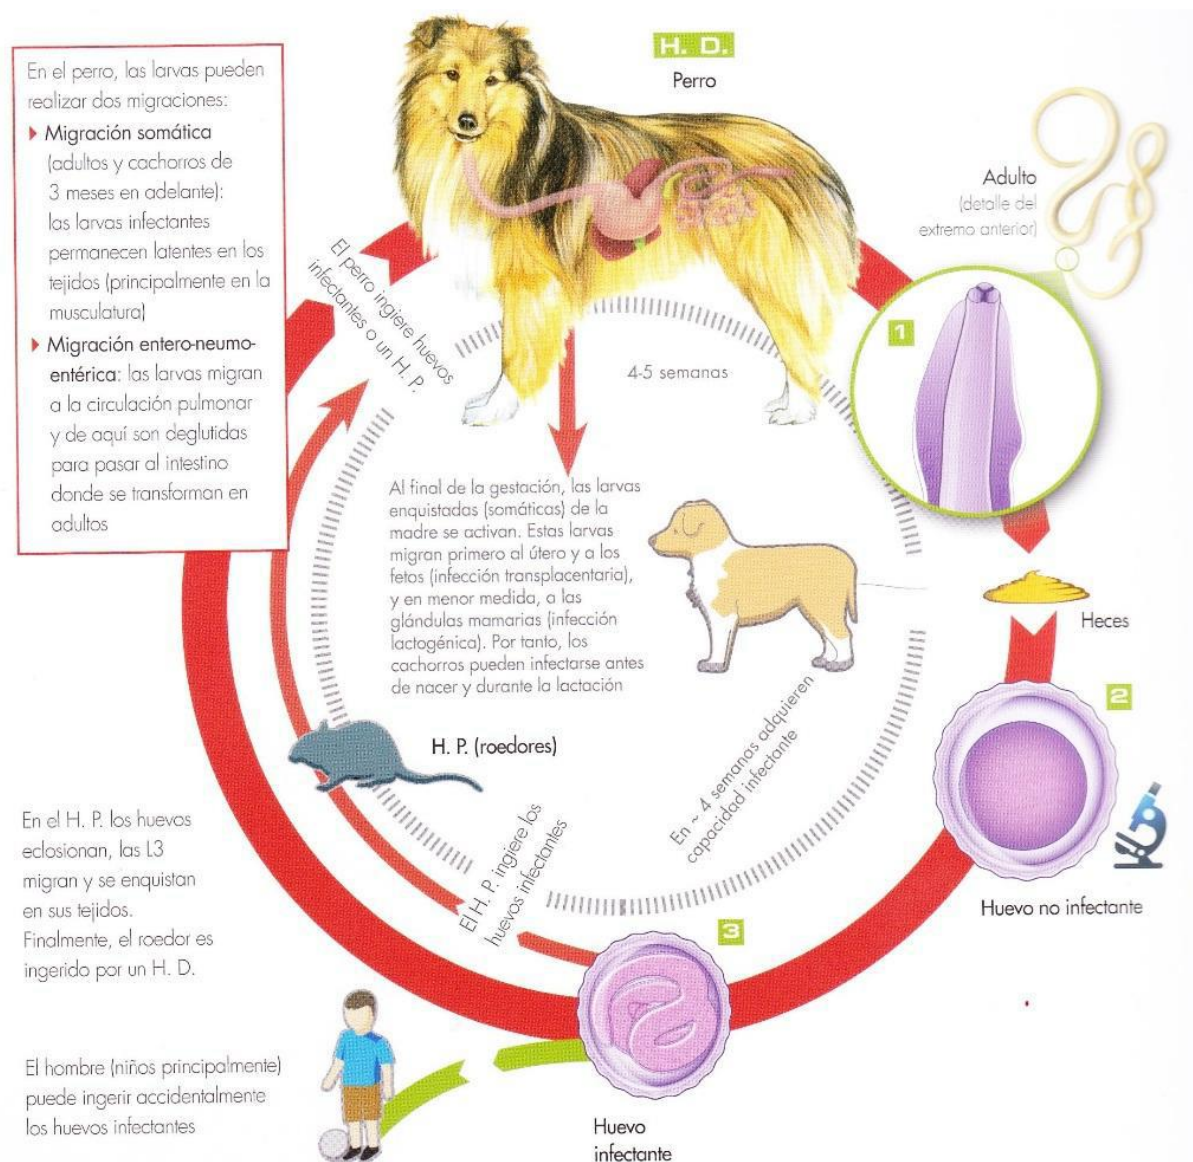 H. D.
Perro
En el perro, las larvas pueden
realizar dos migraciones:
Migración somática
(adultos y cachorros de
3 meses en adelante):
las larvas infectantes
permanecen latentes en los
tejidos (principalmente en la
musculatura)
Migración entero-neumo-
entérica: las larvas migran
a la circulación pulmonar
y de aquí son deglutidas
para pasar al intestino
donde se transforman en
adultos
El perro ingiere huevos
infectantes o un H. P.
4-5 semanas
Adulto
(detalle del
extremo anterior)
1
Al final de la gestación, las larvas
enquistadas (somáticas) de la
madre se activan. Estas larvas
migran primero al útero y a los
fetos (infección transplacentaria),
y en menor medida, a las
glándulas mamarias (infección
lactogénica). Por tanto, los
cachorros pueden infectarse antes
de nacer y durante la lactación
Heces
2
Huevo no infectante
En ~ 4 semanas adquieren
capacidad infectante
H. P. (roedores)
El H. P. ingiere los
huevos infectantes
3
Huevo
infectante
En el H. P. los huevos
eclosionan, las L3
migran y se enquistan
en sus tejidos.
Finalmente, el roedor es
ingerido por un H. D.
El hombre (niños principalmente)
puede ingerir accidentalmente
los huevos infectantes